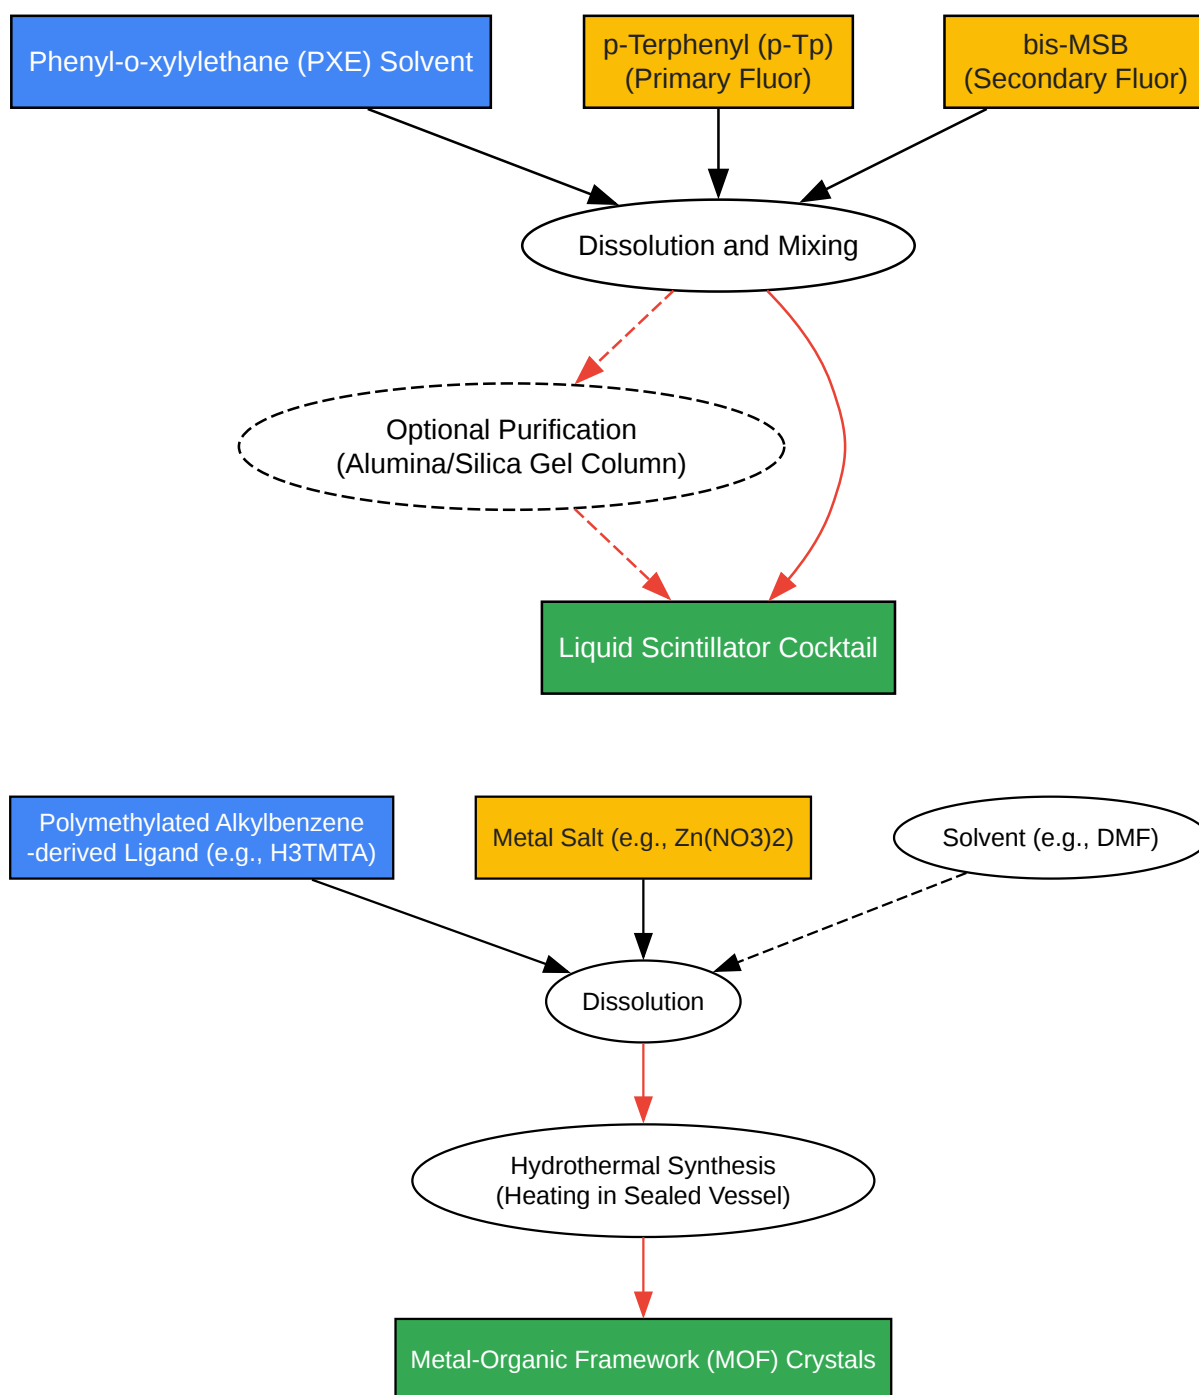 Phenyl-o-xylylethane (PXE) Solvent
p-Terphenyl (p-Tp)
(Primary Fluor)
bis-MSB
(Secondary Fluor)
Dissolution and Mixing
Optional Purification
(Alumina/Silica Gel Column)
Liquid Scintillator Cocktail
Polymethylated Alkylbenzene
-derived Ligand (e.g., H3TMTA)
Metal Salt (e.g., Zn(NO3)2)
Solvent (e.g., DMF)
Dissolution
Hydrothermal Synthesis
(Heating in Sealed Vessel)
Metal-Organic Framework (MOF) Crystals